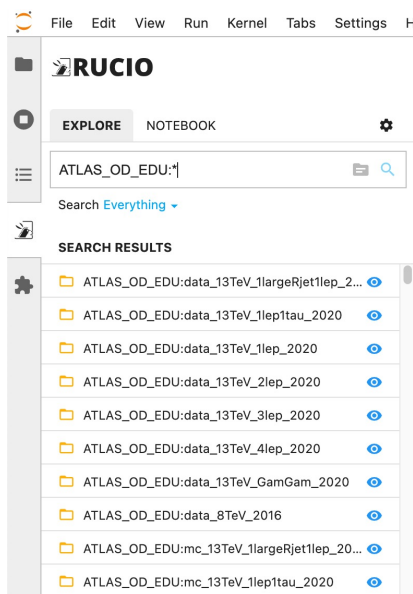 File Edit View Run Kernel Tabs Settings H
RUCIO
EXPLORE NOTEBOOK
ATLAS_OD_EDU:*
Search Everything
SEARCH RESULTS
ATLAS_OD_EDU:data_13TeV_1largeRjet1lep_2...
ATLAS_OD_EDU:data_13TeV_1lep1tau_2020
ATLAS_OD_EDU:data_13TeV_1lep_2020
ATLAS_OD_EDU:data_13TeV_2lep_2020
ATLAS_OD_EDU:data_13TeV_3lep_2020
ATLAS_OD_EDU:data_13TeV_4lep_2020
ATLAS_OD_EDU:data_13TeV_GamGam_2020
ATLAS_OD_EDU:data_8TeV_2016
ATLAS_OD_EDU:mc_13TeV_1largeRjet1lep_20...
ATLAS_OD_EDU:mc_13TeV_1lep1tau_2020